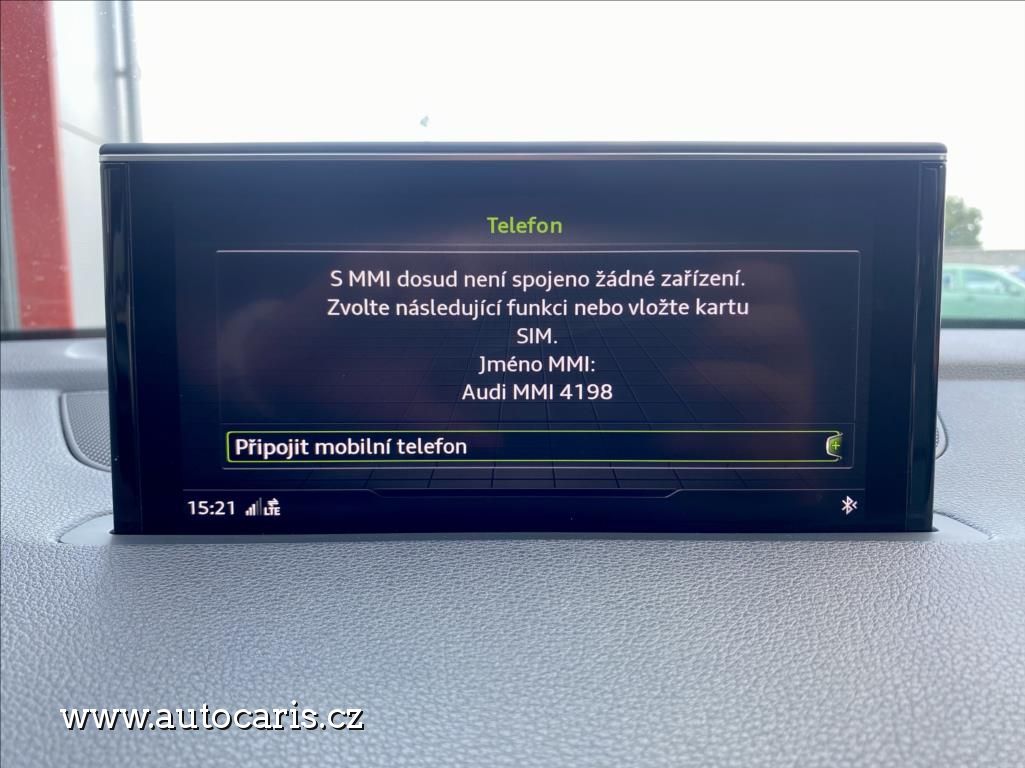 Telefon
S MMI dosud není spojeno žádné zařízení.
Zvolte následující funkci nebo vložte kartu
SIM.
Jméno MMI:
Audi MMI 4198
Připojit mobilní telefon
15:21 LTE
www.autocaris.cz